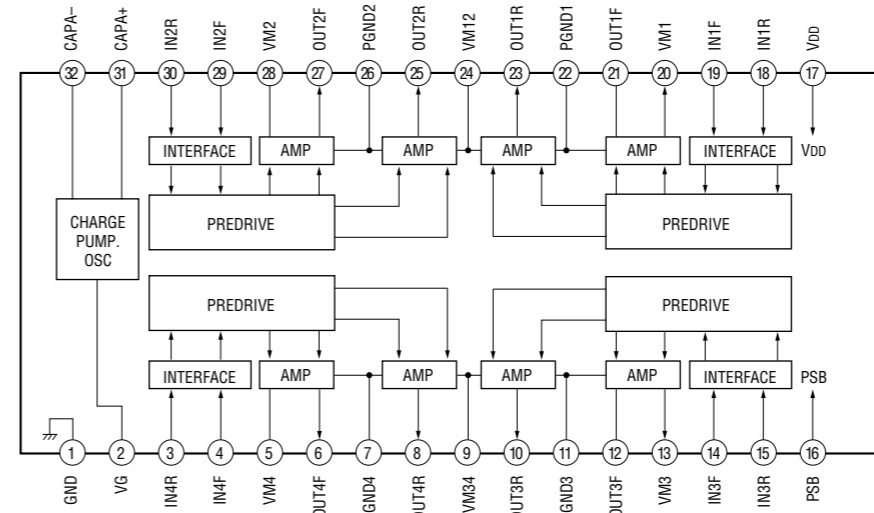 CAPA−
CAPA+
IN2R
IN2F
VM2
OUT2F
PGND2
OUT2R
VM12
OUT1R
PGND1
OUT1F
VM1
IN1F
IN1R
VDD
32
31
30
29
28
27
26
25
24
23
22
21
20
19
18
17
INTERFACE
AMP
AMP
AMP
AMP
INTERFACE
VDD
CHARGE
PUMP.
OSC
PREDRIVE
PREDRIVE
PREDRIVE
PREDRIVE
INTERFACE
AMP
AMP
AMP
AMP
INTERFACE
PSB
1
2
3
4
5
6
7
8
9
10
11
12
13
14
15
16
GND
VG
IN4R
IN4F
VM4
OUT4F
GND4
OUT4R
VM34
OUT3R
GND3
OUT3F
VM3
IN3F
IN3R
PSB